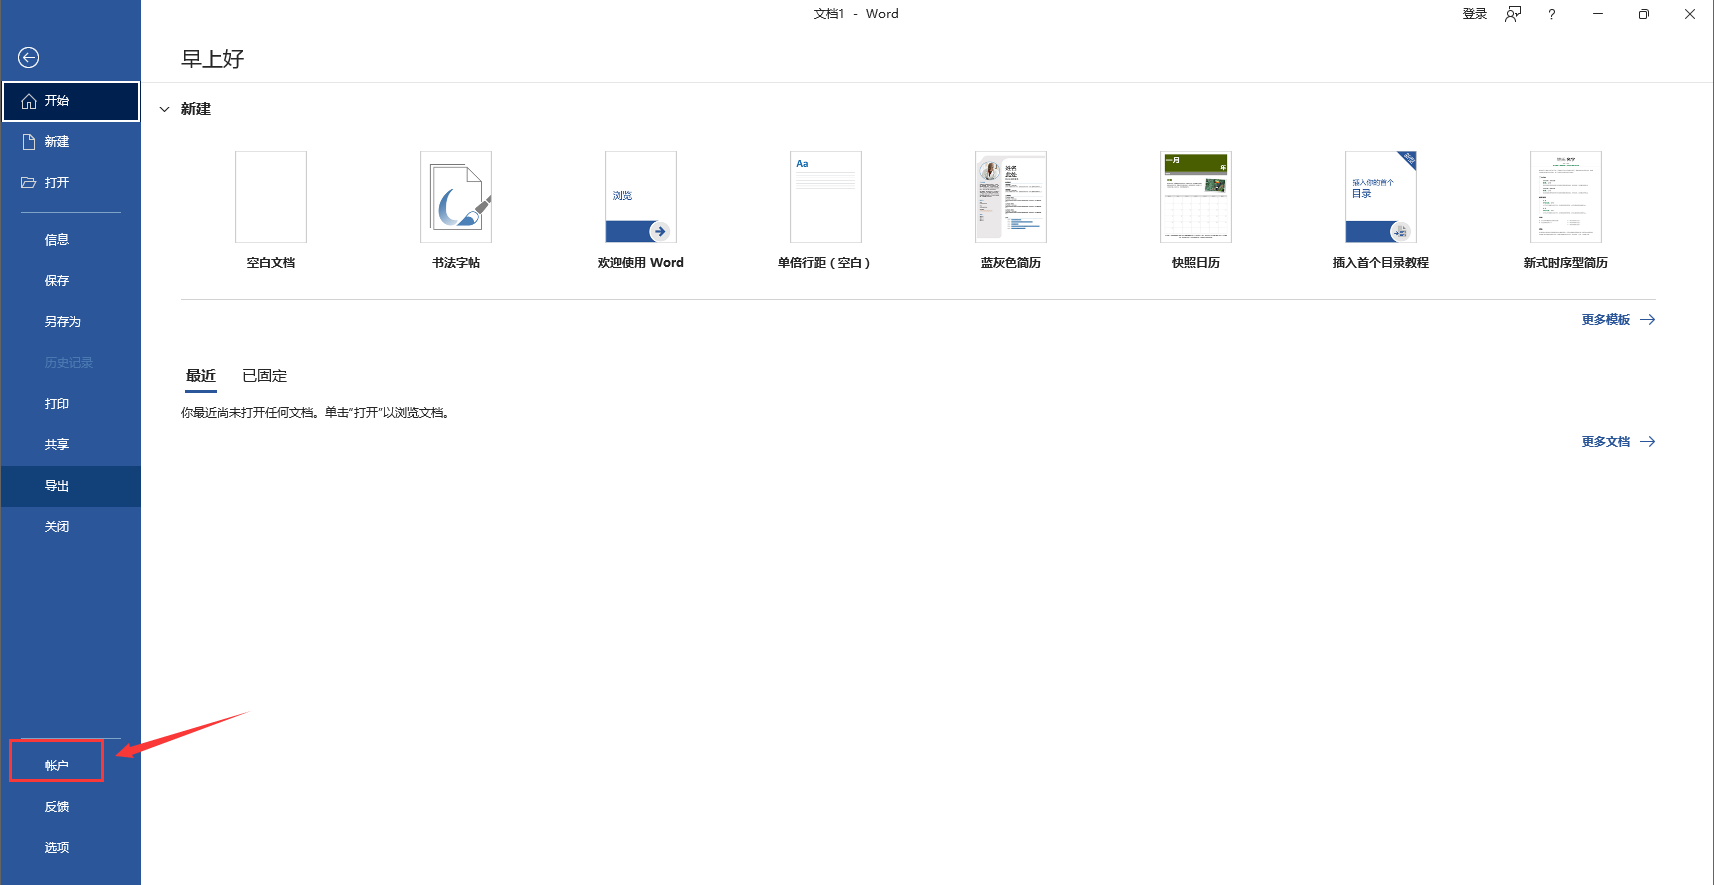 文档1 - Word
登录
?
早上好
开始
新建
打开
信息
保存
另存为
历史记录
打印
共享
导出
关闭
帐户
反馈
选项
新建
浏览
Aa
姓名
此处
一月
年
插入你的首个
目录
空白文档
书法字帖
欢迎使用 Word
单倍行距（空白）
蓝灰色简历
快照日历
插入首个目录教程
新式时序型简历
更多模板
最近
已固定
你最近尚未打开任何文档。单击“打开”以浏览文档。
更多文档